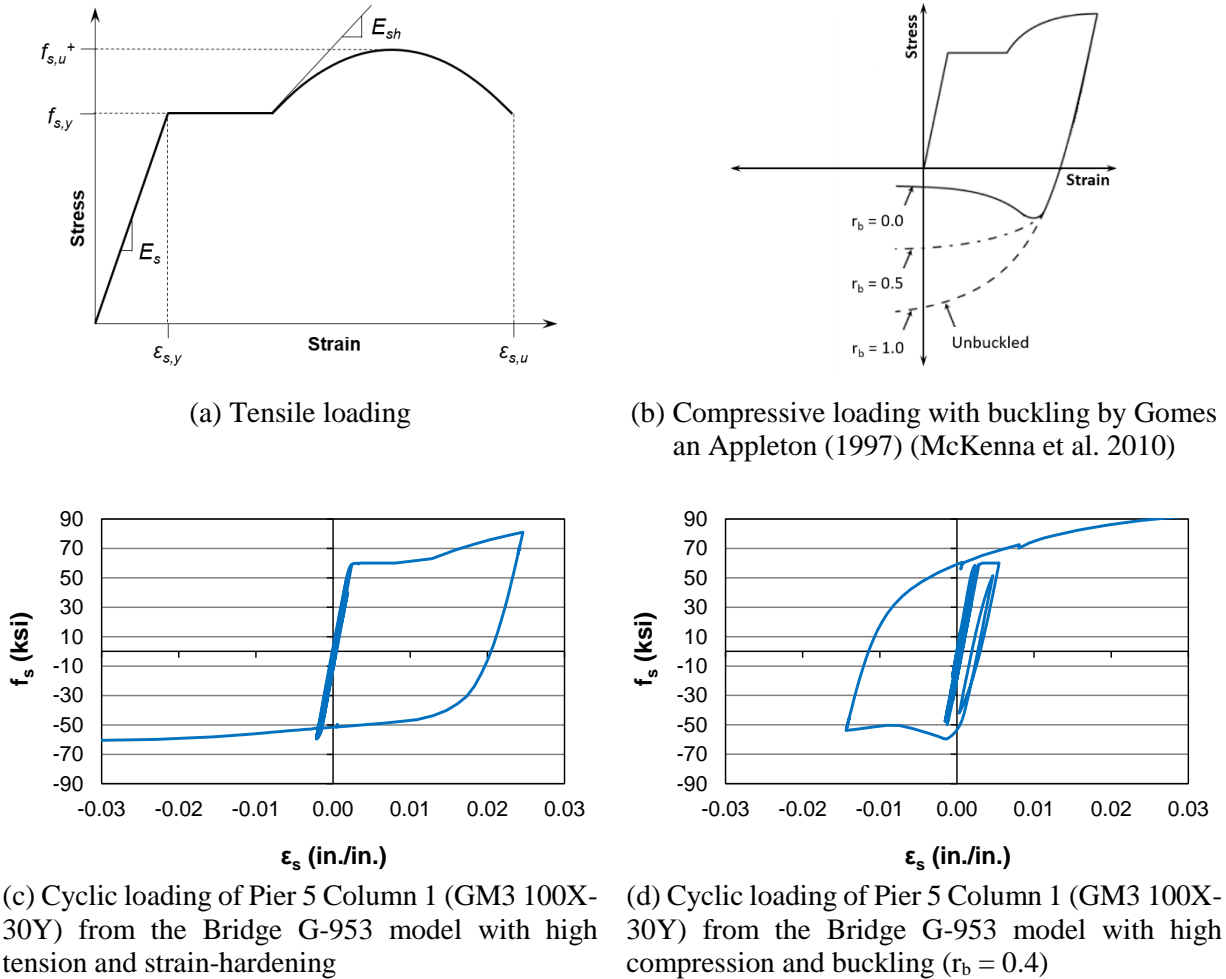 E_sh
f_s,u+
f_s,y
Stress
E_s
Strain
ε_s,y
ε_s,u
(a) Tensile loading
Stress
Strain
r_b = 0.0
r_b = 0.5
r_b = 1.0
Unbuckled
(b) Compressive loading with buckling by Gomes
an Appleton (1997) (McKenna et al. 2010)
90
70
50
30
10
-10
-30
-50
-70
-90
f_s (ksi)
-0.03 -0.02 -0.01 0.00 0.01 0.02 0.03
ε_s (in./in.)
(c) Cyclic loading of Pier 5 Column 1 (GM3 100X-
30Y) from the Bridge G-953 model with high
tension and strain-hardening
90
70
50
30
10
-10
-30
-50
-70
-90
f_s (ksi)
-0.03 -0.02 -0.01 0.00 0.01 0.02 0.03
ε_s (in./in.)
(d) Cyclic loading of Pier 5 Column 1 (GM3 100X-
30Y) from the Bridge G-953 model with high
compression and buckling (r_b = 0.4)